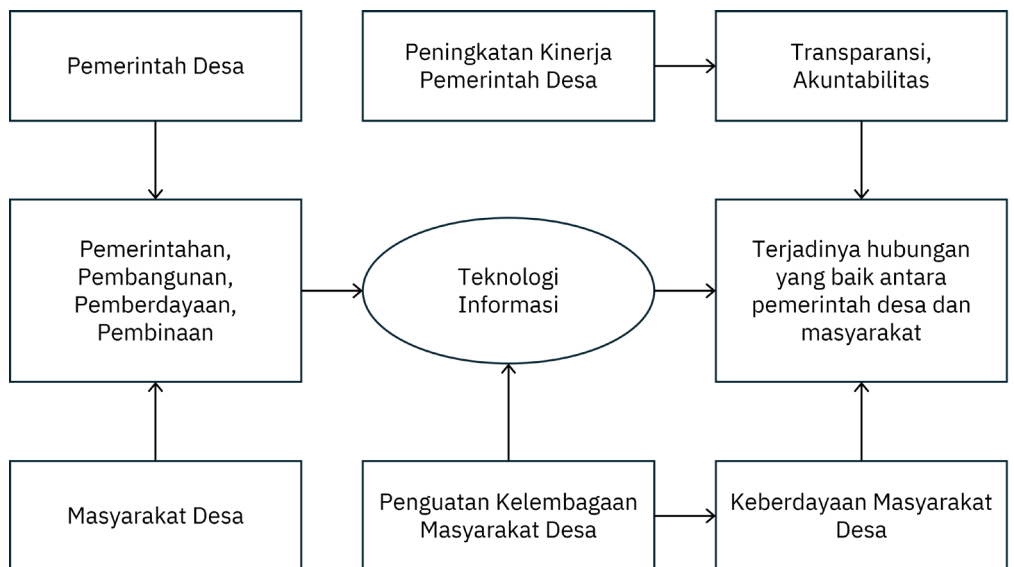 Pemerintah Desa
Peningkatan Kinerja
Pemerintah Desa
Transparansi,
Akuntabilitas
Pemerintahan,
Pembangunan,
Pemberdayaan,
Pembinaan
Teknologi
Informasi
Terjadinya hubungan
yang baik antara
pemerintah desa dan
masyarakat
Masyarakat Desa
Penguatan Kelembagaan
Masyarakat Desa
Keberdayaan Masyarakat
Desa